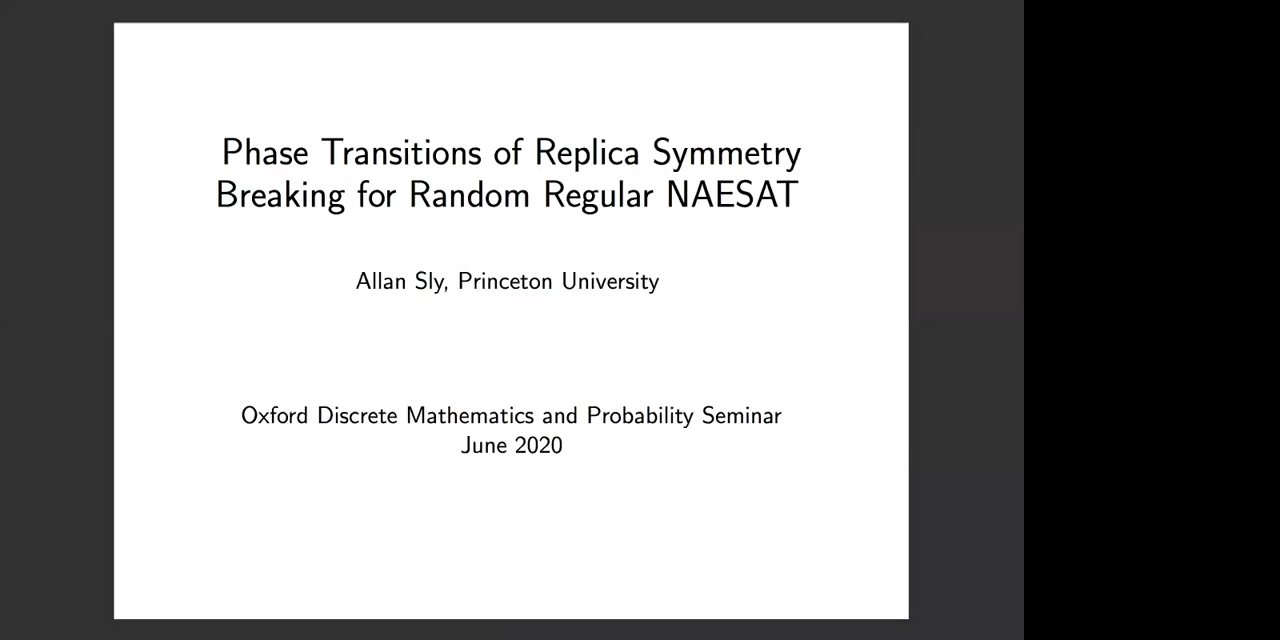 Phase Transitions of Replica Symmetry
Breaking for Random Regular NAESAT
Allan Sly, Princeton University
Oxford Discrete Mathematics and Probability Seminar
June 2020